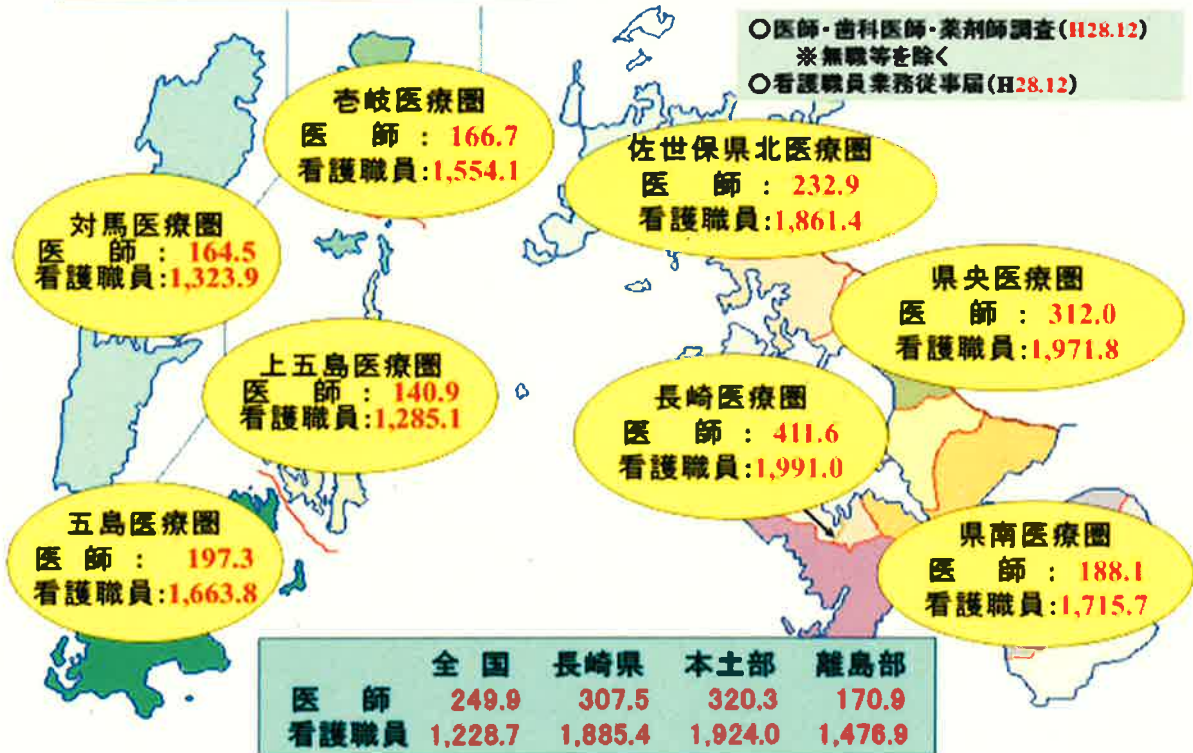 ○医師・歯科医師・薬剤師調査(H28.12)
※無職等を除く
○看護職員業務従事届(H28.12)
壱岐医療圏
医 師 : 166.7
看護職員:1,554.1
佐世保県北医療圏
医 師 : 232.9
看護職員:1,861.4
対馬医療圏
医 師 : 164.5
看護職員:1,323.9
県央医療圏
医 師 : 312.0
看護職員:1,971.8
上五島医療圏
医 師 : 140.9
看護職員:1,285.1
長崎医療圏
医 師 : 411.6
看護職員:1,991.0
五島医療圏
医 師 : 197.3
看護職員:1,663.8
県南医療圏
医 師 : 188.1
看護職員:1,715.7
全 国 長崎県 本土部 離島部
医 師 249.9 307.5 320.3 170.9
看護職員 1,228.7 1,885.4 1,924.0 1,476.9